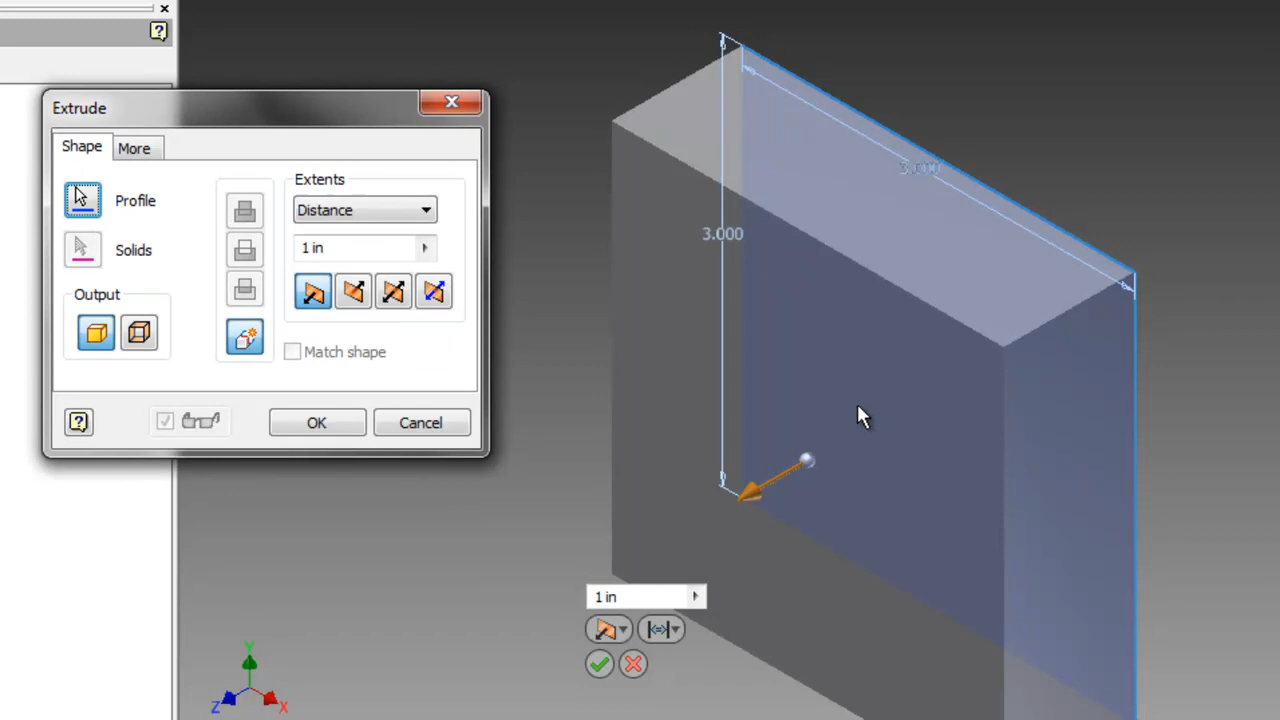 Extrude
Shape More
Profile
Solids
Output
Extents
Distance
1 in
Match shape
OK Cancel
3.000
3.000
1 in
Y
Z X